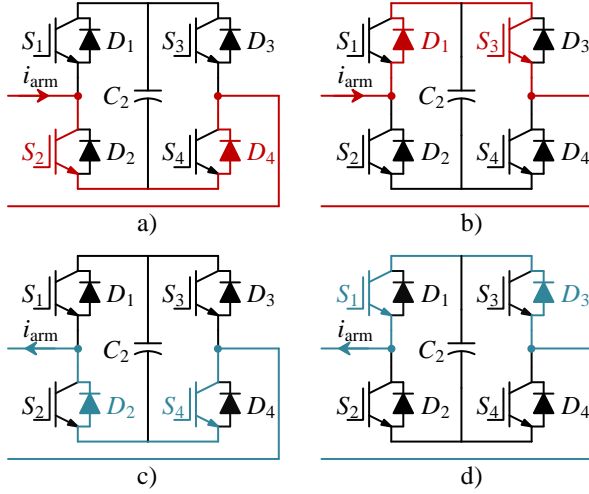 S1 D1 S3 D3
iarm
C2
S2 D2 S4 D4
a)
S1 D1 S3 D3
iarm
C2
S2 D2 S4 D4
b)
S1 D1 S3 D3
iarm
C2
S2 D2 S4 D4
c)
S1 D1 S3 D3
iarm
C2
S2 D2 S4 D4
d)